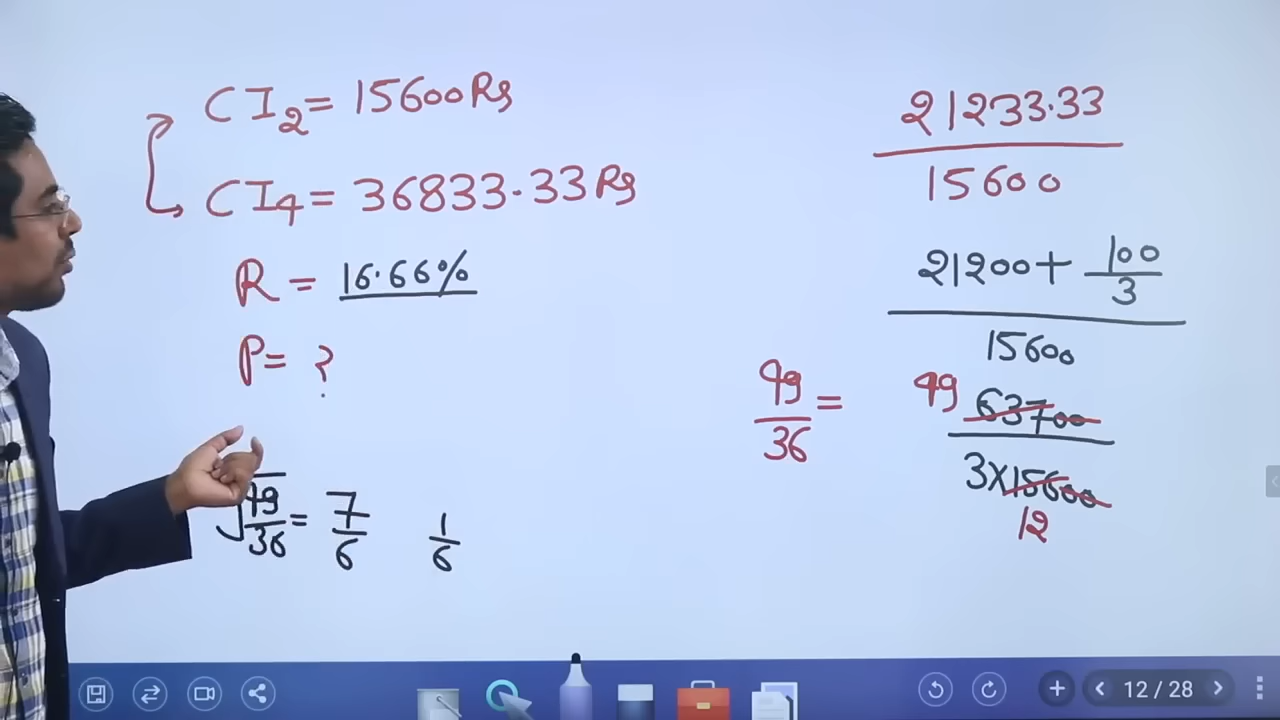 CI₂ = 15600 Rs
CI₄ = 36833.33 Rs
R = 16.66%
P = ?
√49/36 = 7/6
1/6
21233.33
15600
21200 + 100/3
15600
49/36 =
49 63700
3×15600
12
12 / 28